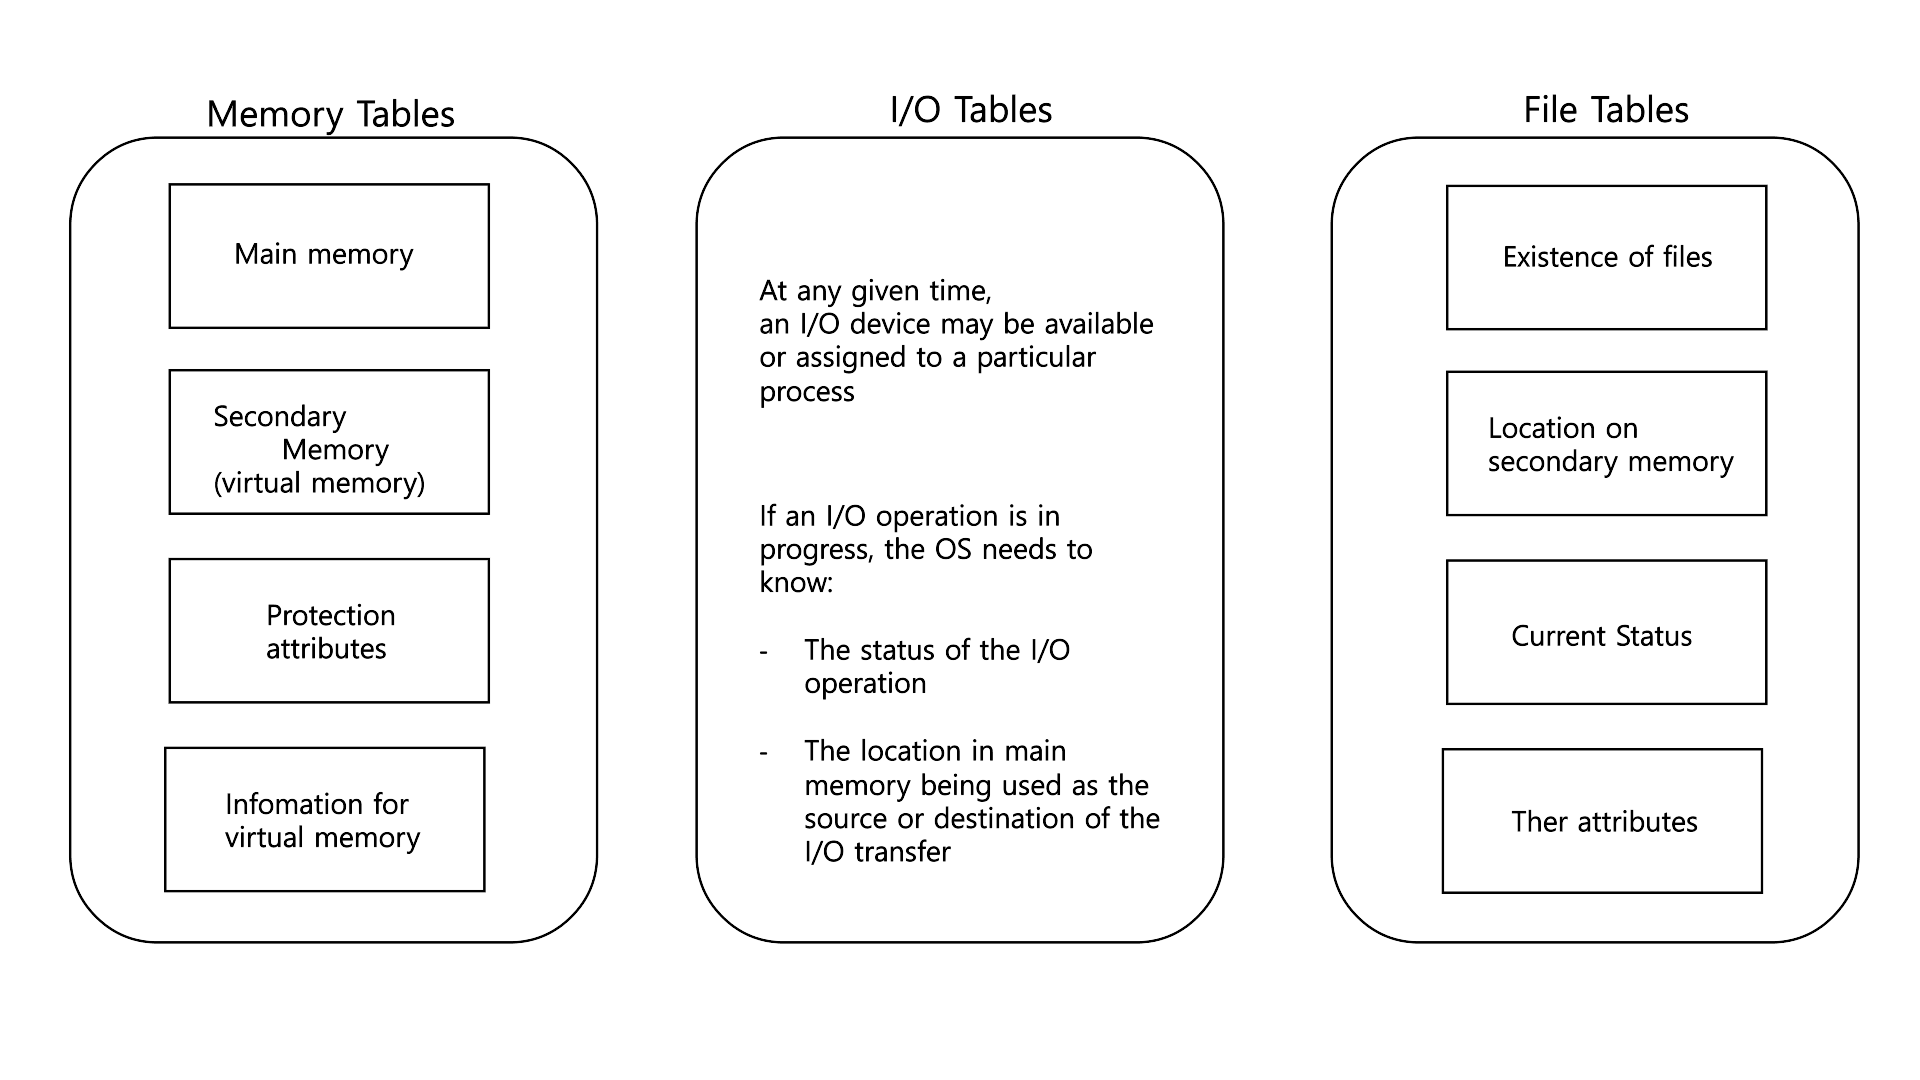 Memory Tables
Main memory
Secondary
Memory
(virtual memory)
Protection
attributes
Infomation for
virtual memory
I/O Tables
At any given time,
an I/O device may be available
or assigned to a particular
process
If an I/O operation is in
progress, the OS needs to
know:
- The status of the I/O
operation
- The location in main
memory being used as the
source or destination of the
I/O transfer
File Tables
Existence of files
Location on
secondary memory
Current Status
Ther attributes